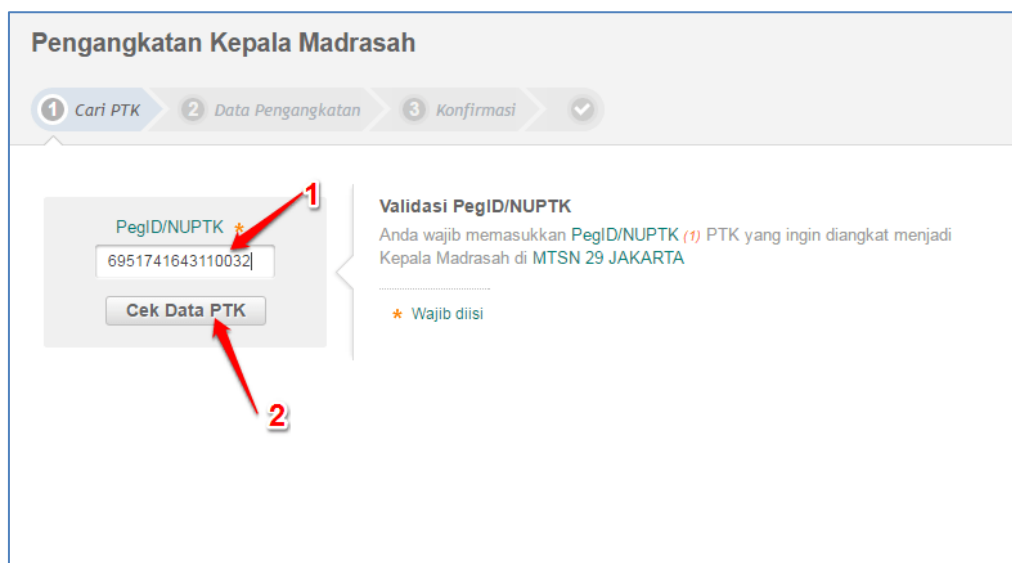 Pengangkatan Kepala Madrasah
1 Cari PTK 2 Data Pengangkatan 3 Konfirmasi
1
PegID/NUPTK *
6951741643110032
Cek Data PTK
2
Validasi PegID/NUPTK
Anda wajib memasukkan PegID/NUPTK (1) PTK yang ingin diangkat menjadi
Kepala Madrasah di MTSN 29 JAKARTA
* Wajib diisi